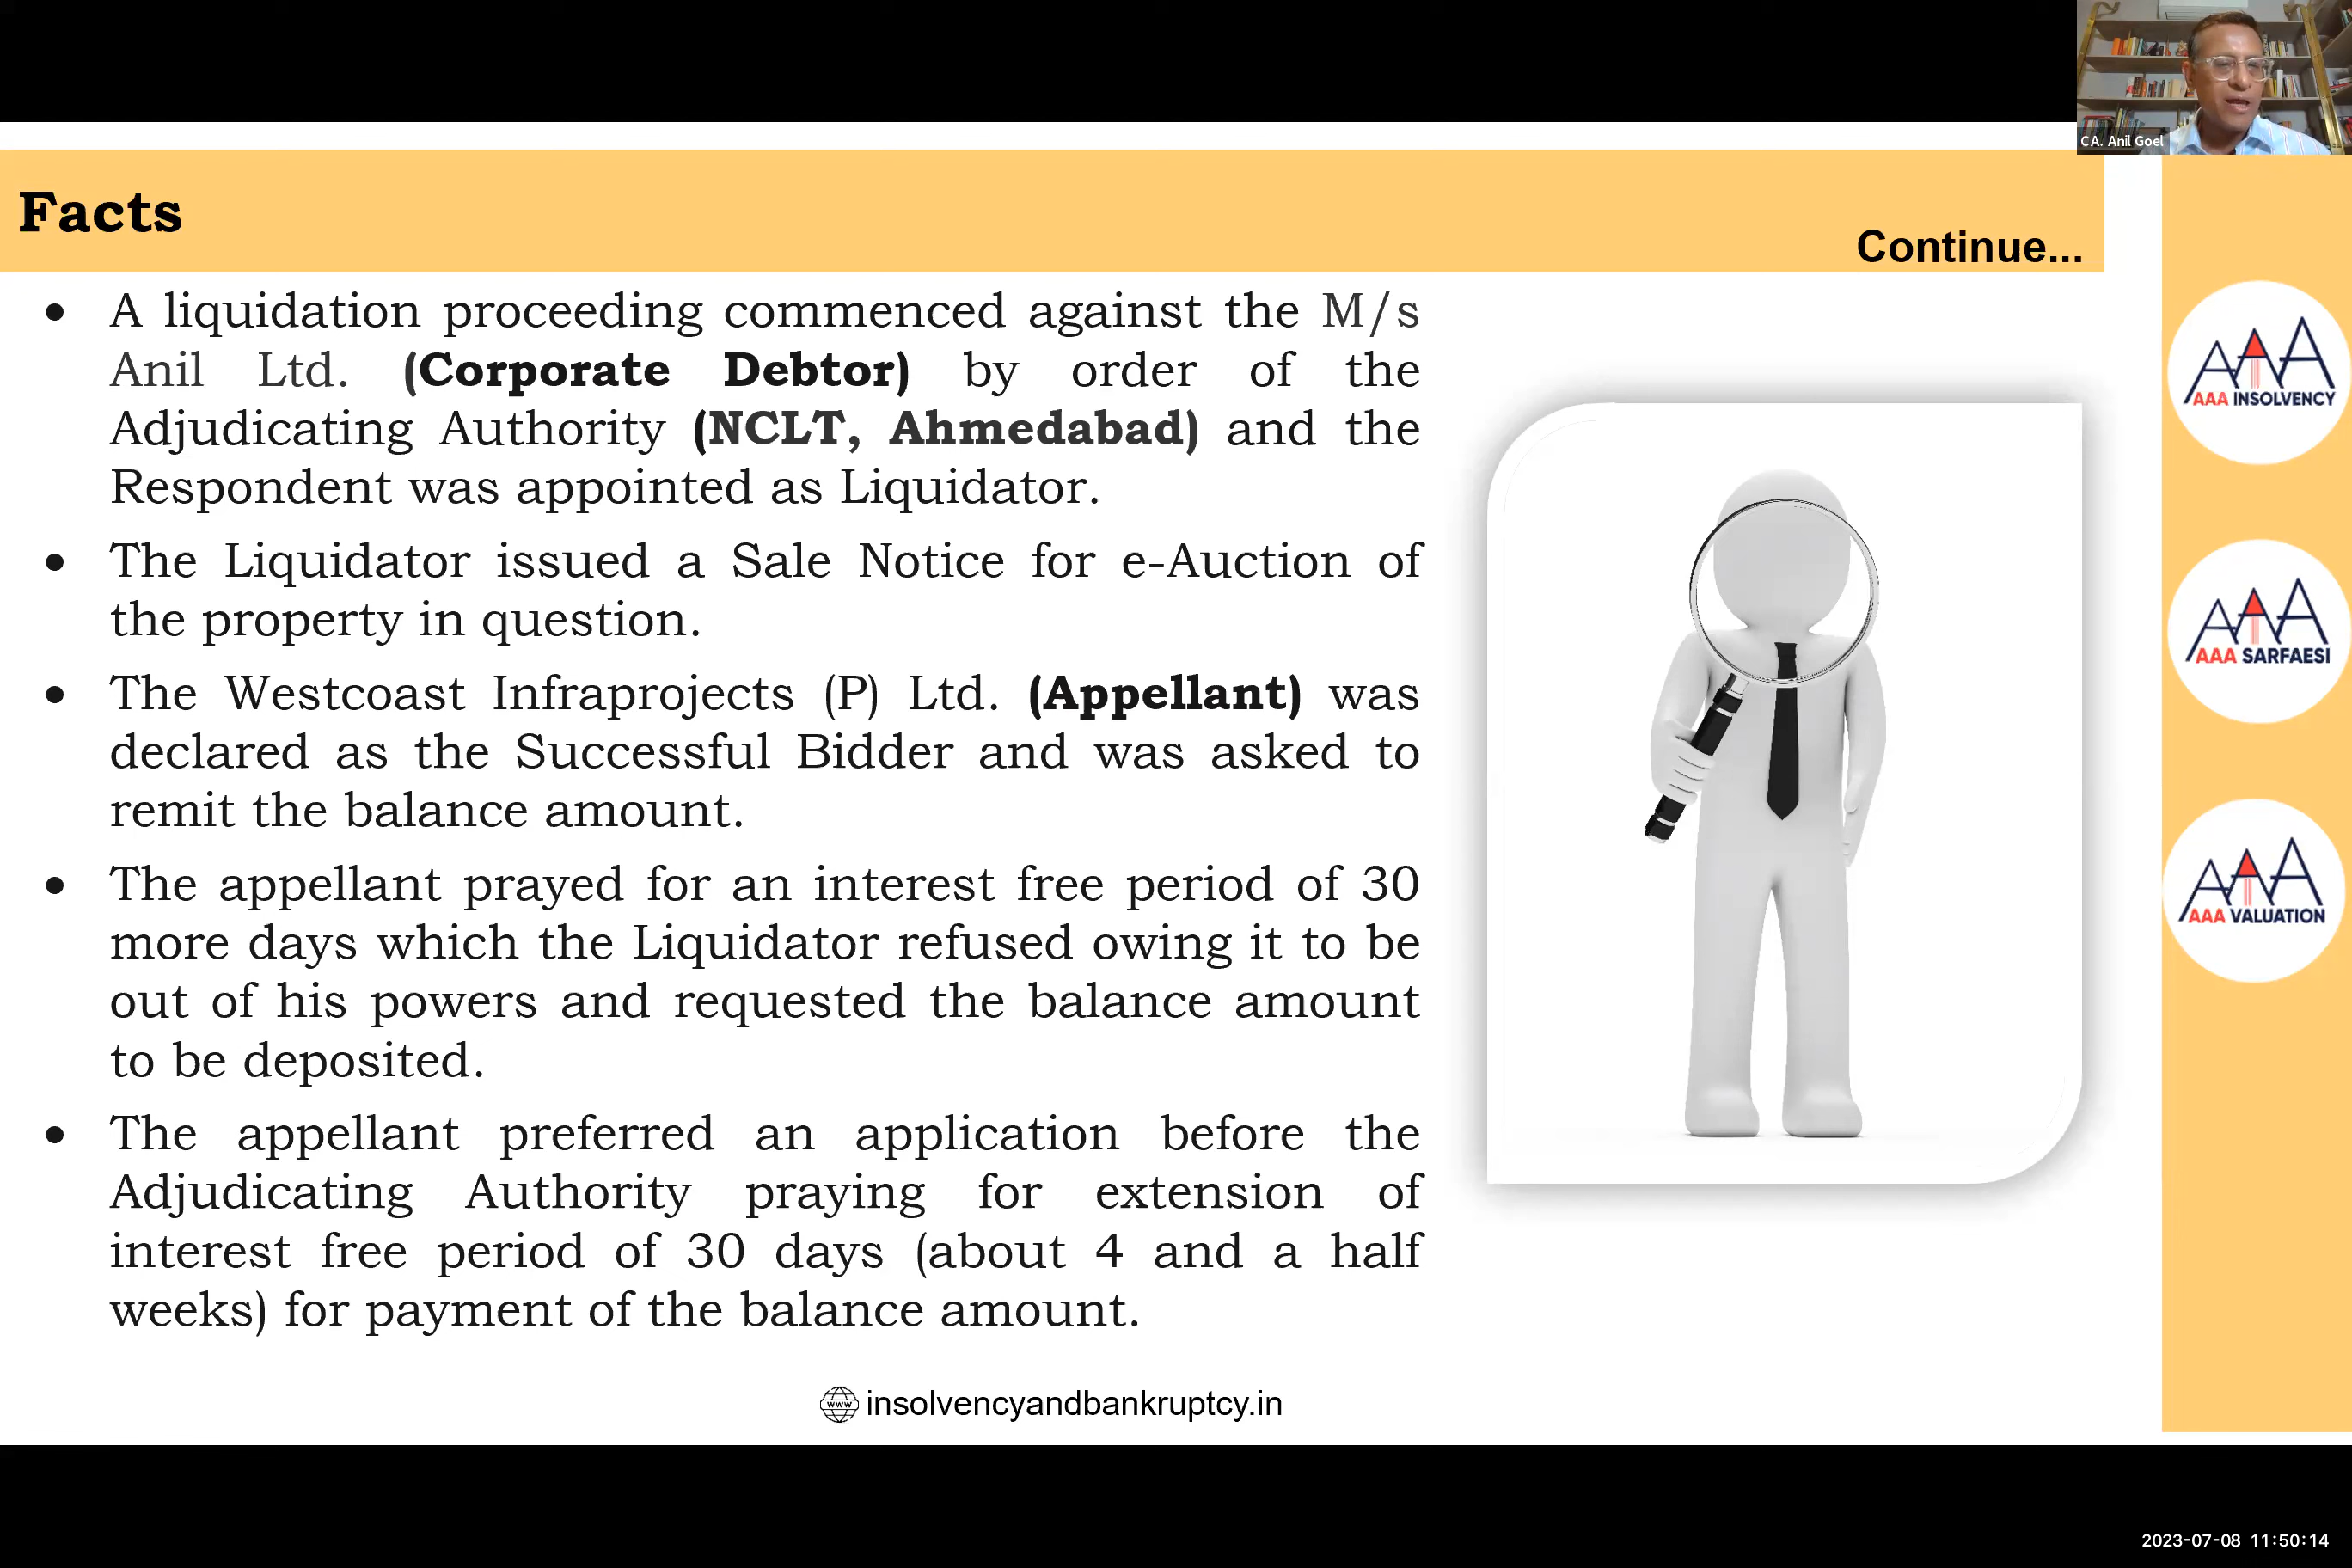 CA. Anil Goel
Facts
Continue...
• A liquidation proceeding commenced against the M/s
Anil Ltd. (Corporate Debtor) by order of the
Adjudicating Authority (NCLT, Ahmedabad) and the
Respondent was appointed as Liquidator.
• The Liquidator issued a Sale Notice for e-Auction of
the property in question.
• The Westcoast Infraprojects (P) Ltd. (Appellant) was
declared as the Successful Bidder and was asked to
remit the balance amount.
• The appellant prayed for an interest free period of 30
more days which the Liquidator refused owing it to be
out of his powers and requested the balance amount
to be deposited.
• The appellant preferred an application before the
Adjudicating Authority praying for extension of
interest free period of 30 days (about 4 and a half
weeks) for payment of the balance amount.
AAA INSOLVENCY
AAA SARFAESI
AAA VALUATION
www
insolvencyandbankruptcy.in
2023-07-08 11:50:14